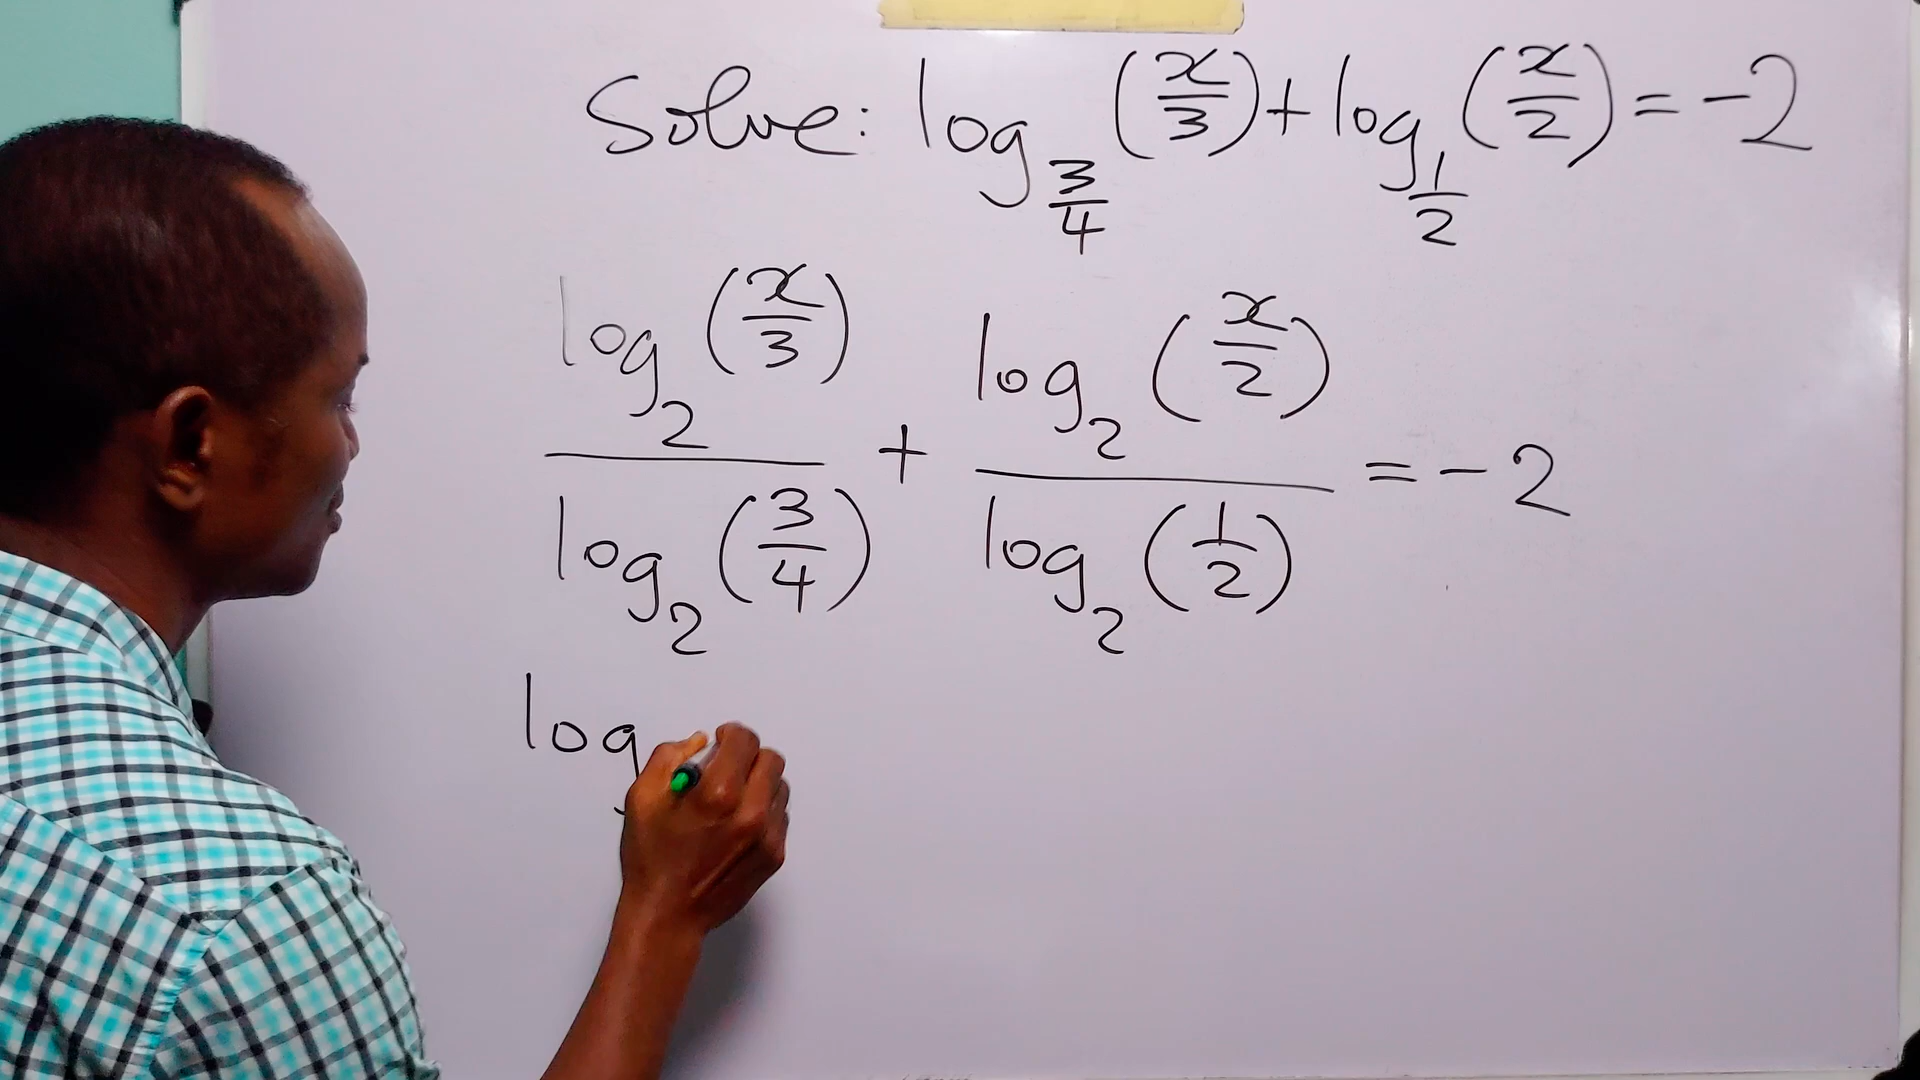 Solve: log_{3/4} (x/3) + log_{1/2} (x/2) = -2
log_2 (x/3) / log_2 (3/4) + log_2 (x/2) / log_2 (1/2) = -2
log